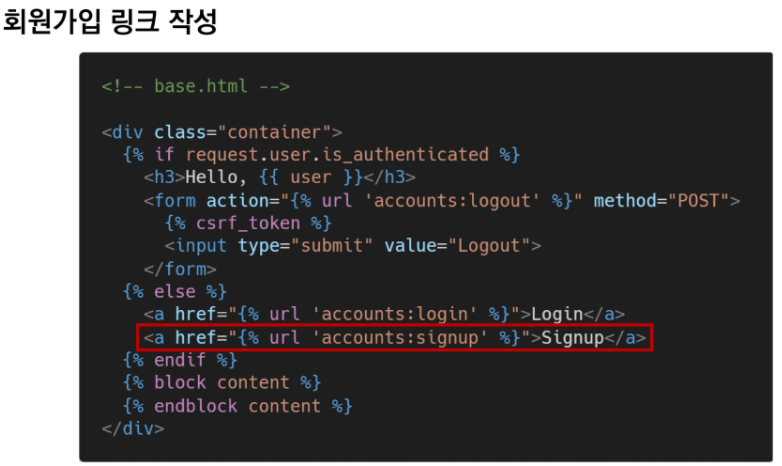 회원가입 링크 작성
<!-- base.html -->
<div class="container">
{% if request.user.is_authenticated %}
<h3>Hello, {{ user }}</h3>
<form action="{% url 'accounts:logout' %}" method="POST">
{% csrf_token %}
<input type="submit" value="Logout">
</form>
{% else %}
<a href="{% url 'accounts:login' %}">Login</a>
<a href="{% url 'accounts:signup' %}">Signup</a>
{% endif %}
{% block content %}
{% endblock content %}
</div>